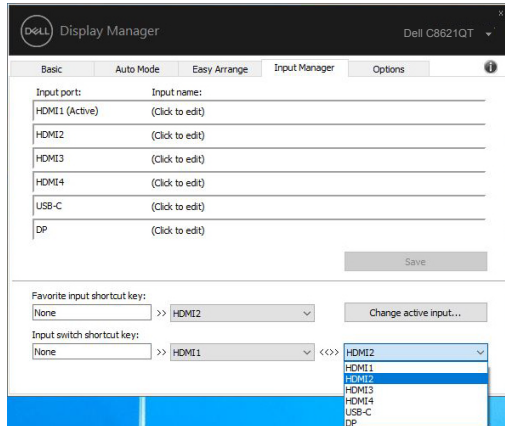 x
DELL Display Manager
Dell C8621QT
Basic Auto Mode Easy Arrange Input Manager Options i
Input port: Input name:
HDMI1 (Active) (Click to edit)
HDMI2 (Click to edit)
HDMI3 (Click to edit)
HDMI4 (Click to edit)
USB-C (Click to edit)
DP (Click to edit)
Save
Favorite input shortcut key:
None >> HDMI2 Change active input...
Input switch shortcut key:
None >> HDMI1 <<>> HDMI2
HDMI1
HDMI2
HDMI3
HDMI4
USB-C
DP